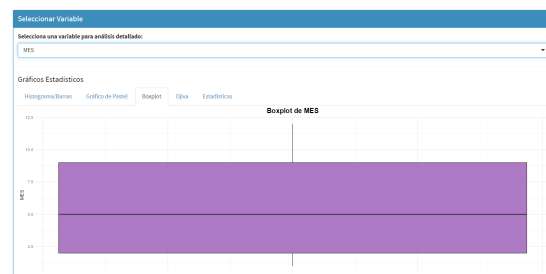 Seleccionar Variable
Selecciona una variable para análisis detallado:
MES
Gráficos Estadísticos
Histograma/Barras Gráfico de Pastel Boxplot Ojiva Estadísticas
Boxplot de MES
12.5
10.0
7.5
MES
5.0
2.5